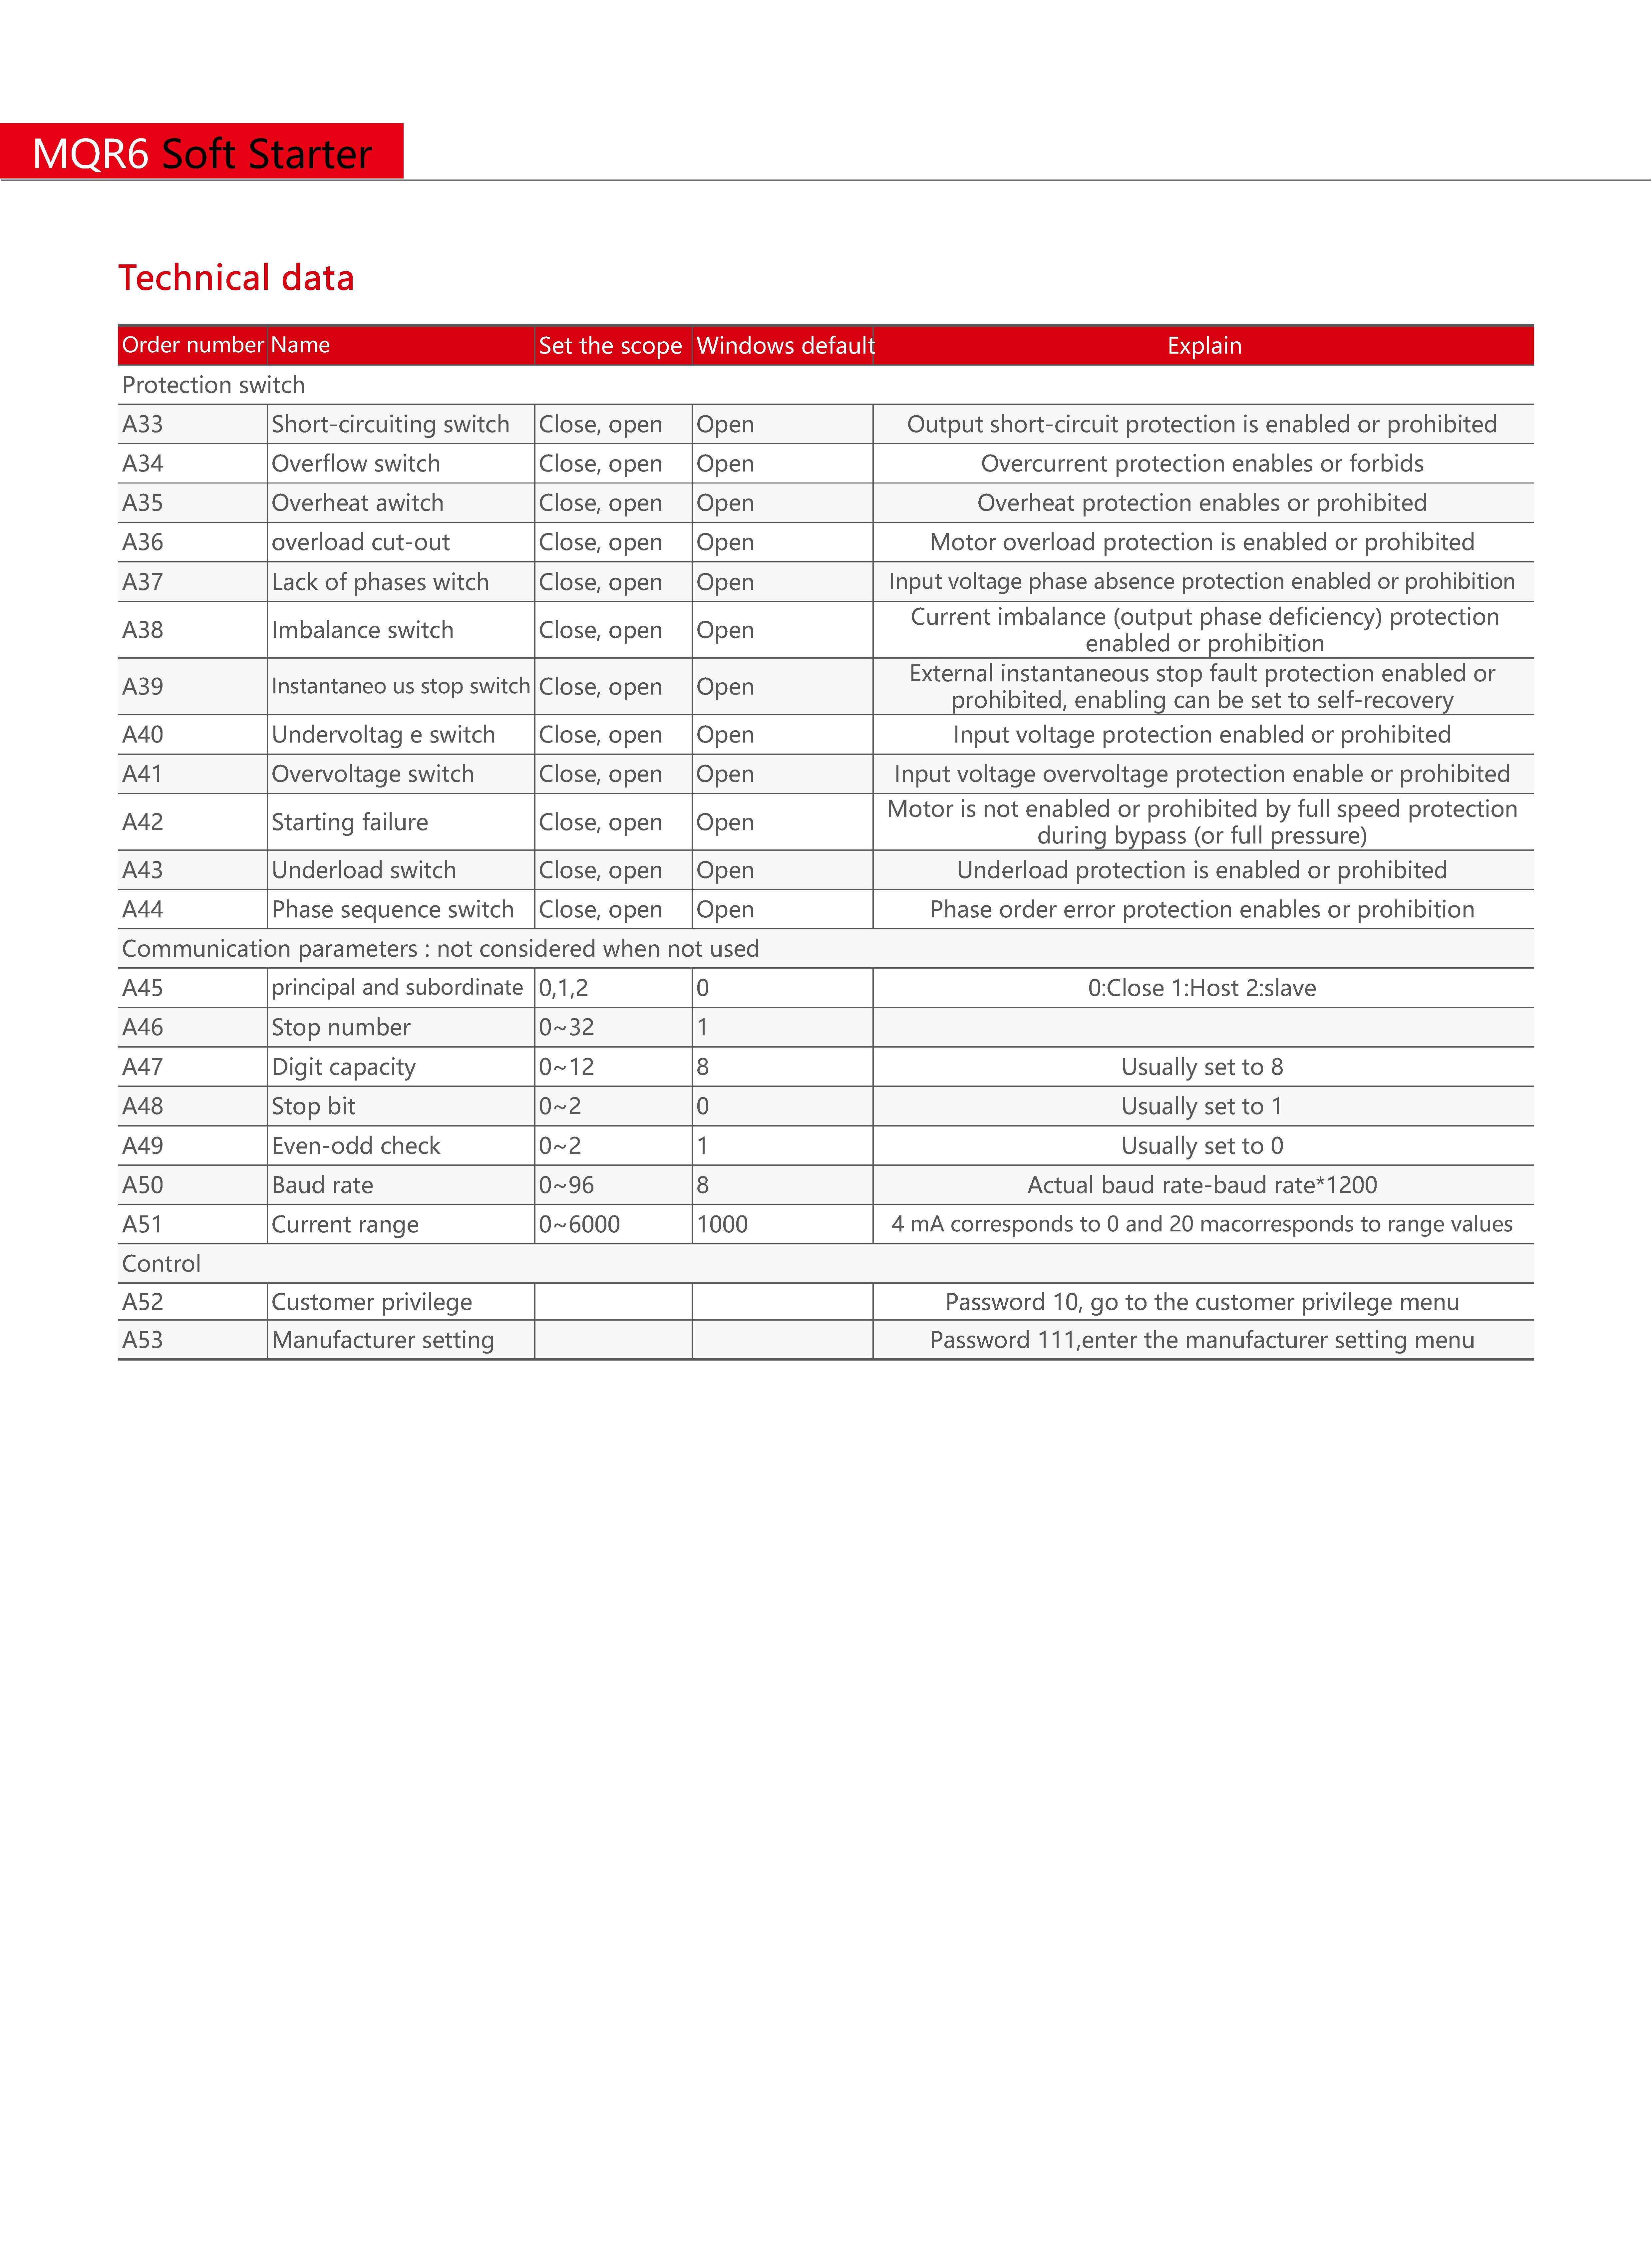 MQR6 Soft Starter
Technical data
Order number Name Set the scope Windows default Explain
Protection switch
A33 Short-circuiting switch Close, open Open Output short-circuit protection is enabled or prohibited
A34 Overflow switch Close, open Open Overcurrent protection enables or forbids
A35 Overheat awitch Close, open Open Overheat protection enables or prohibited
A36 overload cut-out Close, open Open Motor overload protection is enabled or prohibited
A37 Lack of phases witch Close, open Open Input voltage phase absence protection enabled or prohibition
A38 Imbalance switch Close, open Open Current imbalance (output phase deficiency) protection
enabled or prohibition
A39 Instantaneo us stop switch Close, open Open External instantaneous stop fault protection enabled or
prohibited, enabling can be set to self-recovery
A40 Undervoltag e switch Close, open Open Input voltage protection enabled or prohibited
A41 Overvoltage switch Close, open Open Input voltage overvoltage protection enable or prohibited
A42 Starting failure Close, open Open Motor is not enabled or prohibited by full speed protection
during bypass (or full pressure)
A43 Underload switch Close, open Open Underload protection is enabled or prohibited
A44 Phase sequence switch Close, open Open Phase order error protection enables or prohibition
Communication parameters : not considered when not used
A45 principal and subordinate 0,1,2 0 0:Close 1:Host 2:slave
A46 Stop number 0~32 1
A47 Digit capacity 0~12 8 Usually set to 8
A48 Stop bit 0~2 0 Usually set to 1
A49 Even-odd check 0~2 1 Usually set to 0
A50 Baud rate 0~96 8 Actual baud rate-baud rate*1200
A51 Current range 0~6000 1000 4 mA corresponds to 0 and 20 macorresponds to range values
Control
A52 Customer privilege Password 10, go to the customer privilege menu
A53 Manufacturer setting Password 111,enter the manufacturer setting menu